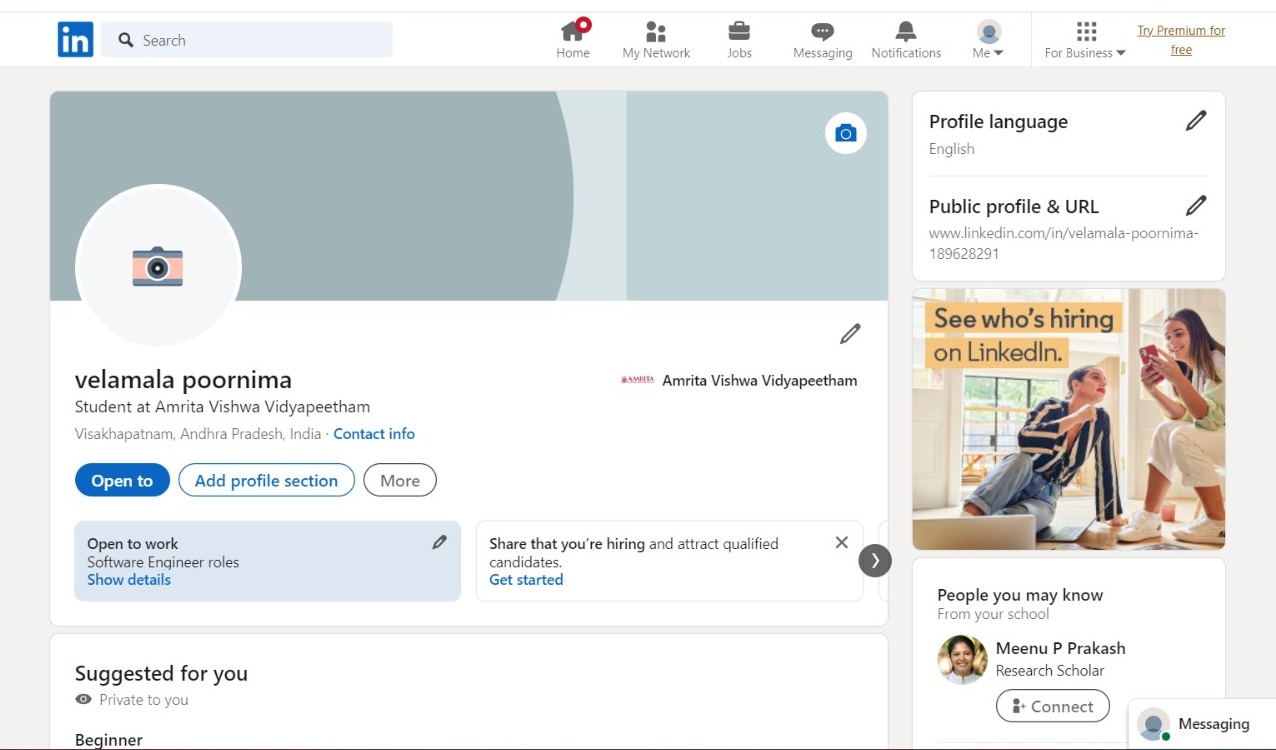 in
Search
Home
My Network
Jobs
Messaging
Notifications
Me
For Business
Try Premium for
free
velamala poornima
Student at Amrita Vishwa Vidyapeetham
Visakhapatnam, Andhra Pradesh, India · Contact info
AMRITA Amrita Vishwa Vidyapeetham
Open to
Add profile section
More
Open to work
Software Engineer roles
Show details
Share that you're hiring and attract qualified
candidates.
Get started
Suggested for you
Private to you
Beginner
Profile language
English
Public profile & URL
www.linkedin.com/in/velamala-poornima-
189628291
See who's hiring
on LinkedIn.
People you may know
From your school
Meenu P Prakash
Research Scholar
Connect
Messaging